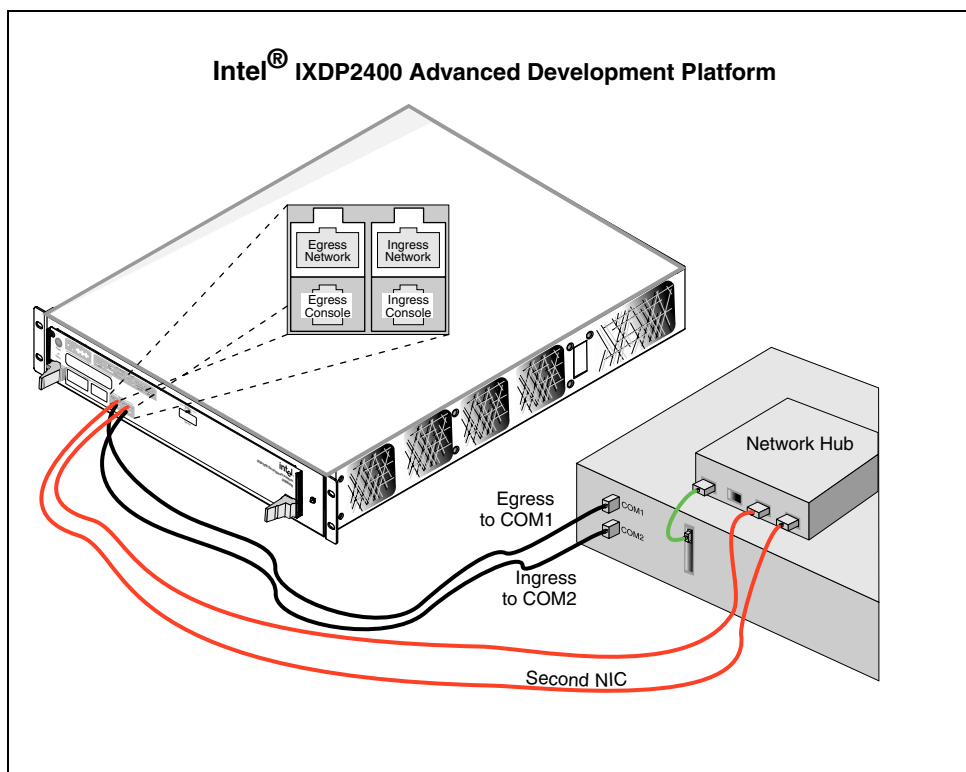 Intel® IXDP2400 Advanced Development Platform
Egress
Network
Ingress
Network
Egress
Console
Ingress
Console
intel
Network Hub
Egress
to COM1
COM1
COM2
Ingress
to COM2
Second NIC